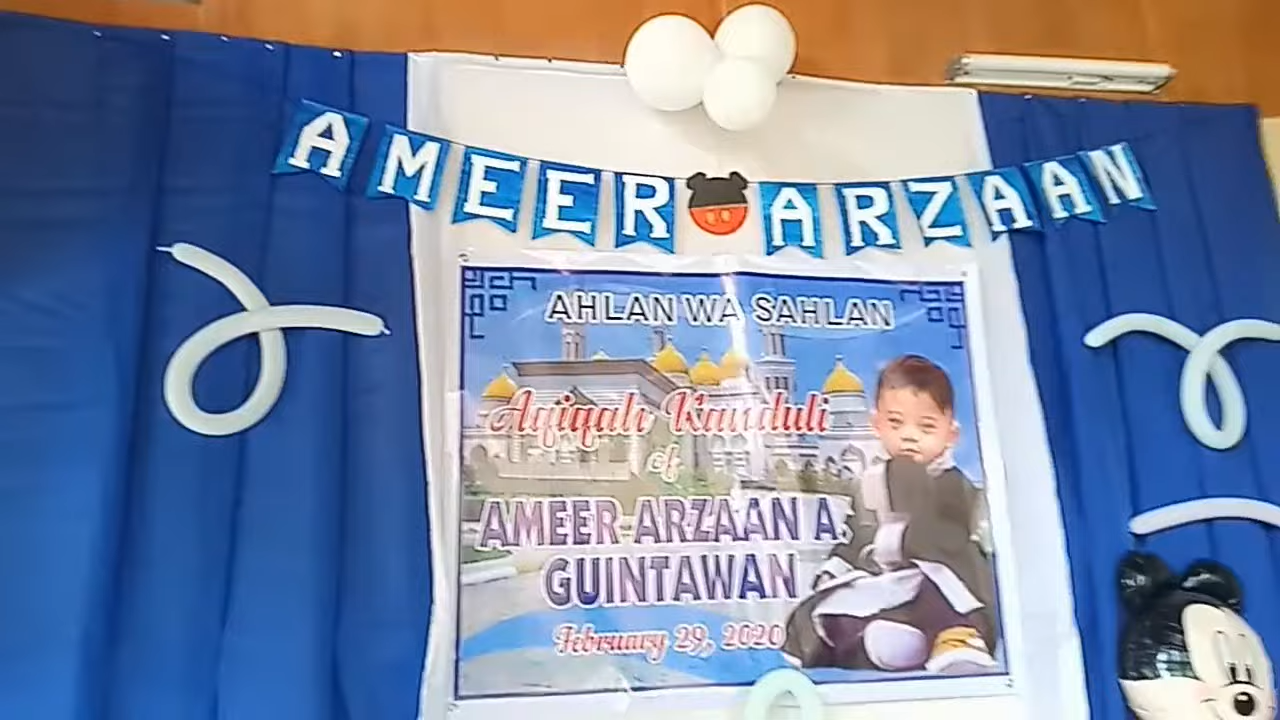 AMEER ARZAAN
AHLAN WA SAHLAN
Aqiqah Kanduli
of
AMEER ARZAAN A.
GUINTAWAN
February 29, 2020